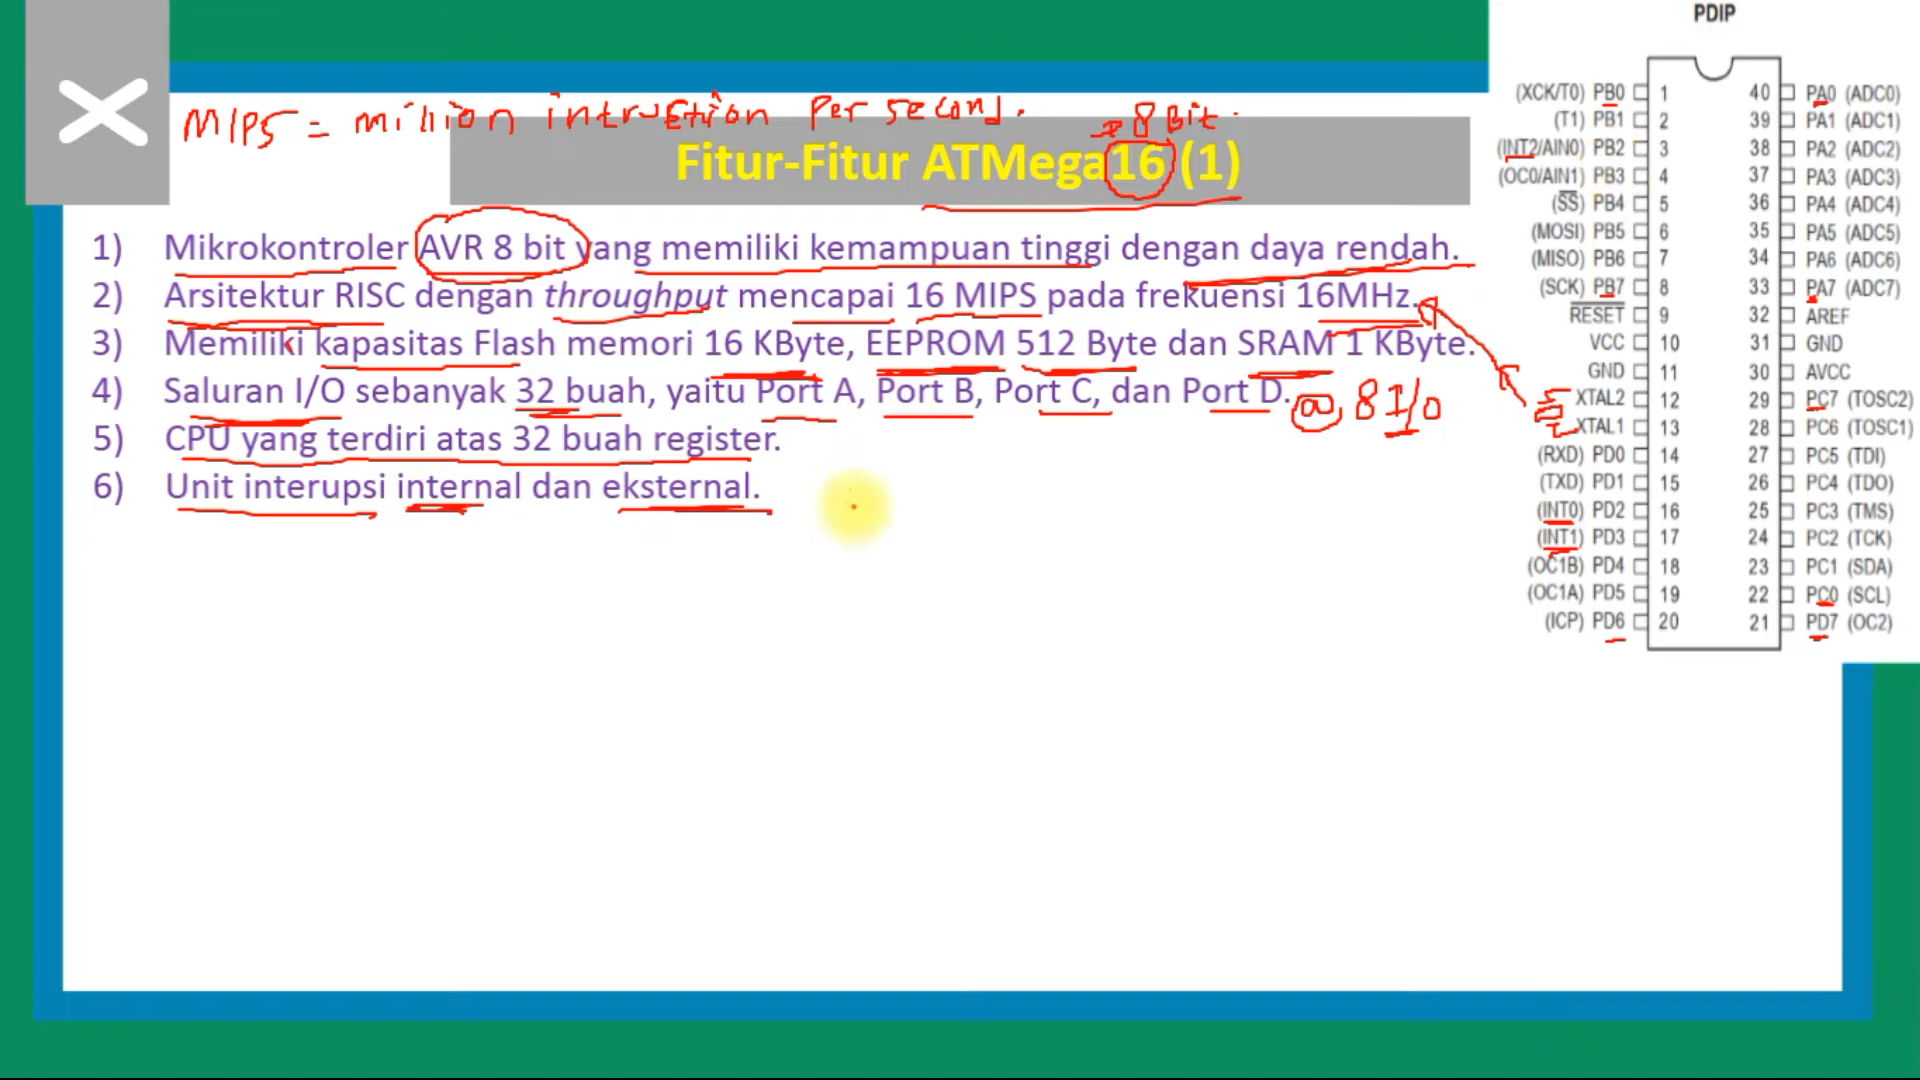 MIPS = million intruction Per second.
→ 8 Bit.
Fitur-Fitur ATMega16 (1)
1) Mikrokontroler AVR 8 bit yang memiliki kemampuan tinggi dengan daya rendah.
2) Arsitektur RISC dengan throughput mencapai 16 MIPS pada frekuensi 16MHz.
3) Memiliki kapasitas Flash memori 16 KByte, EEPROM 512 Byte dan SRAM 1 KByte.
4) Saluran I/O sebanyak 32 buah, yaitu Port A, Port B, Port C, dan Port D.
@ 8 I/O
5) CPU yang terdiri atas 32 buah register.
6) Unit interupsi internal dan eksternal.
PDIP
(XCK/T0) PB0 1 40 PA0 (ADC0)
(T1) PB1 2 39 PA1 (ADC1)
(INT2/AIN0) PB2 3 38 PA2 (ADC2)
(OC0/AIN1) PB3 4 37 PA3 (ADC3)
(SS) PB4 5 36 PA4 (ADC4)
(MOSI) PB5 6 35 PA5 (ADC5)
(MISO) PB6 7 34 PA6 (ADC6)
(SCK) PB7 8 33 PA7 (ADC7)
RESET 9 32 AREF
VCC 10 31 GND
GND 11 30 AVCC
XTAL2 12 29 PC7 (TOSC2)
XTAL1 13 28 PC6 (TOSC1)
(RXD) PD0 14 27 PC5 (TDI)
(TXD) PD1 15 26 PC4 (TDO)
(INT0) PD2 16 25 PC3 (TMS)
(INT1) PD3 17 24 PC2 (TCK)
(OC1B) PD4 18 23 PC1 (SDA)
(OC1A) PD5 19 22 PC0 (SCL)
(ICP) PD6 20 21 PD7 (OC2)